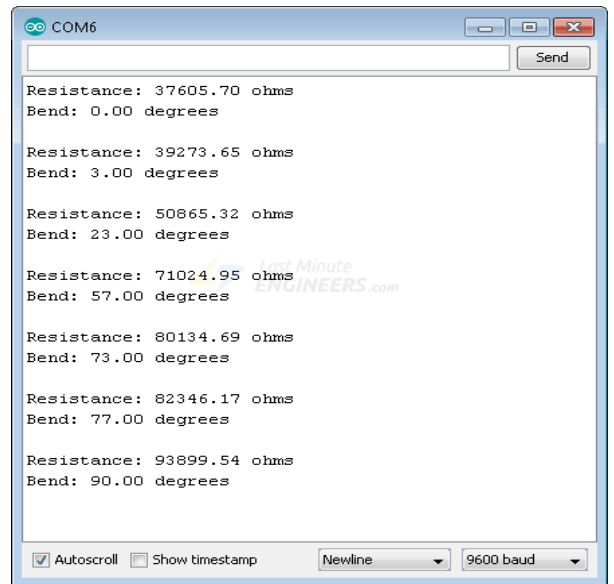 COM6
Send
Resistance: 37605.70 ohms
Bend: 0.00 degrees
Resistance: 39273.65 ohms
Bend: 3.00 degrees
Resistance: 50865.32 ohms
Bend: 23.00 degrees
Resistance: 71024.95 ohms
Bend: 57.00 degrees
Last Minute
ENGINEERS.com
Resistance: 80134.69 ohms
Bend: 73.00 degrees
Resistance: 82346.17 ohms
Bend: 77.00 degrees
Resistance: 93899.54 ohms
Bend: 90.00 degrees
Autoscroll Show timestamp Newline 9600 baud